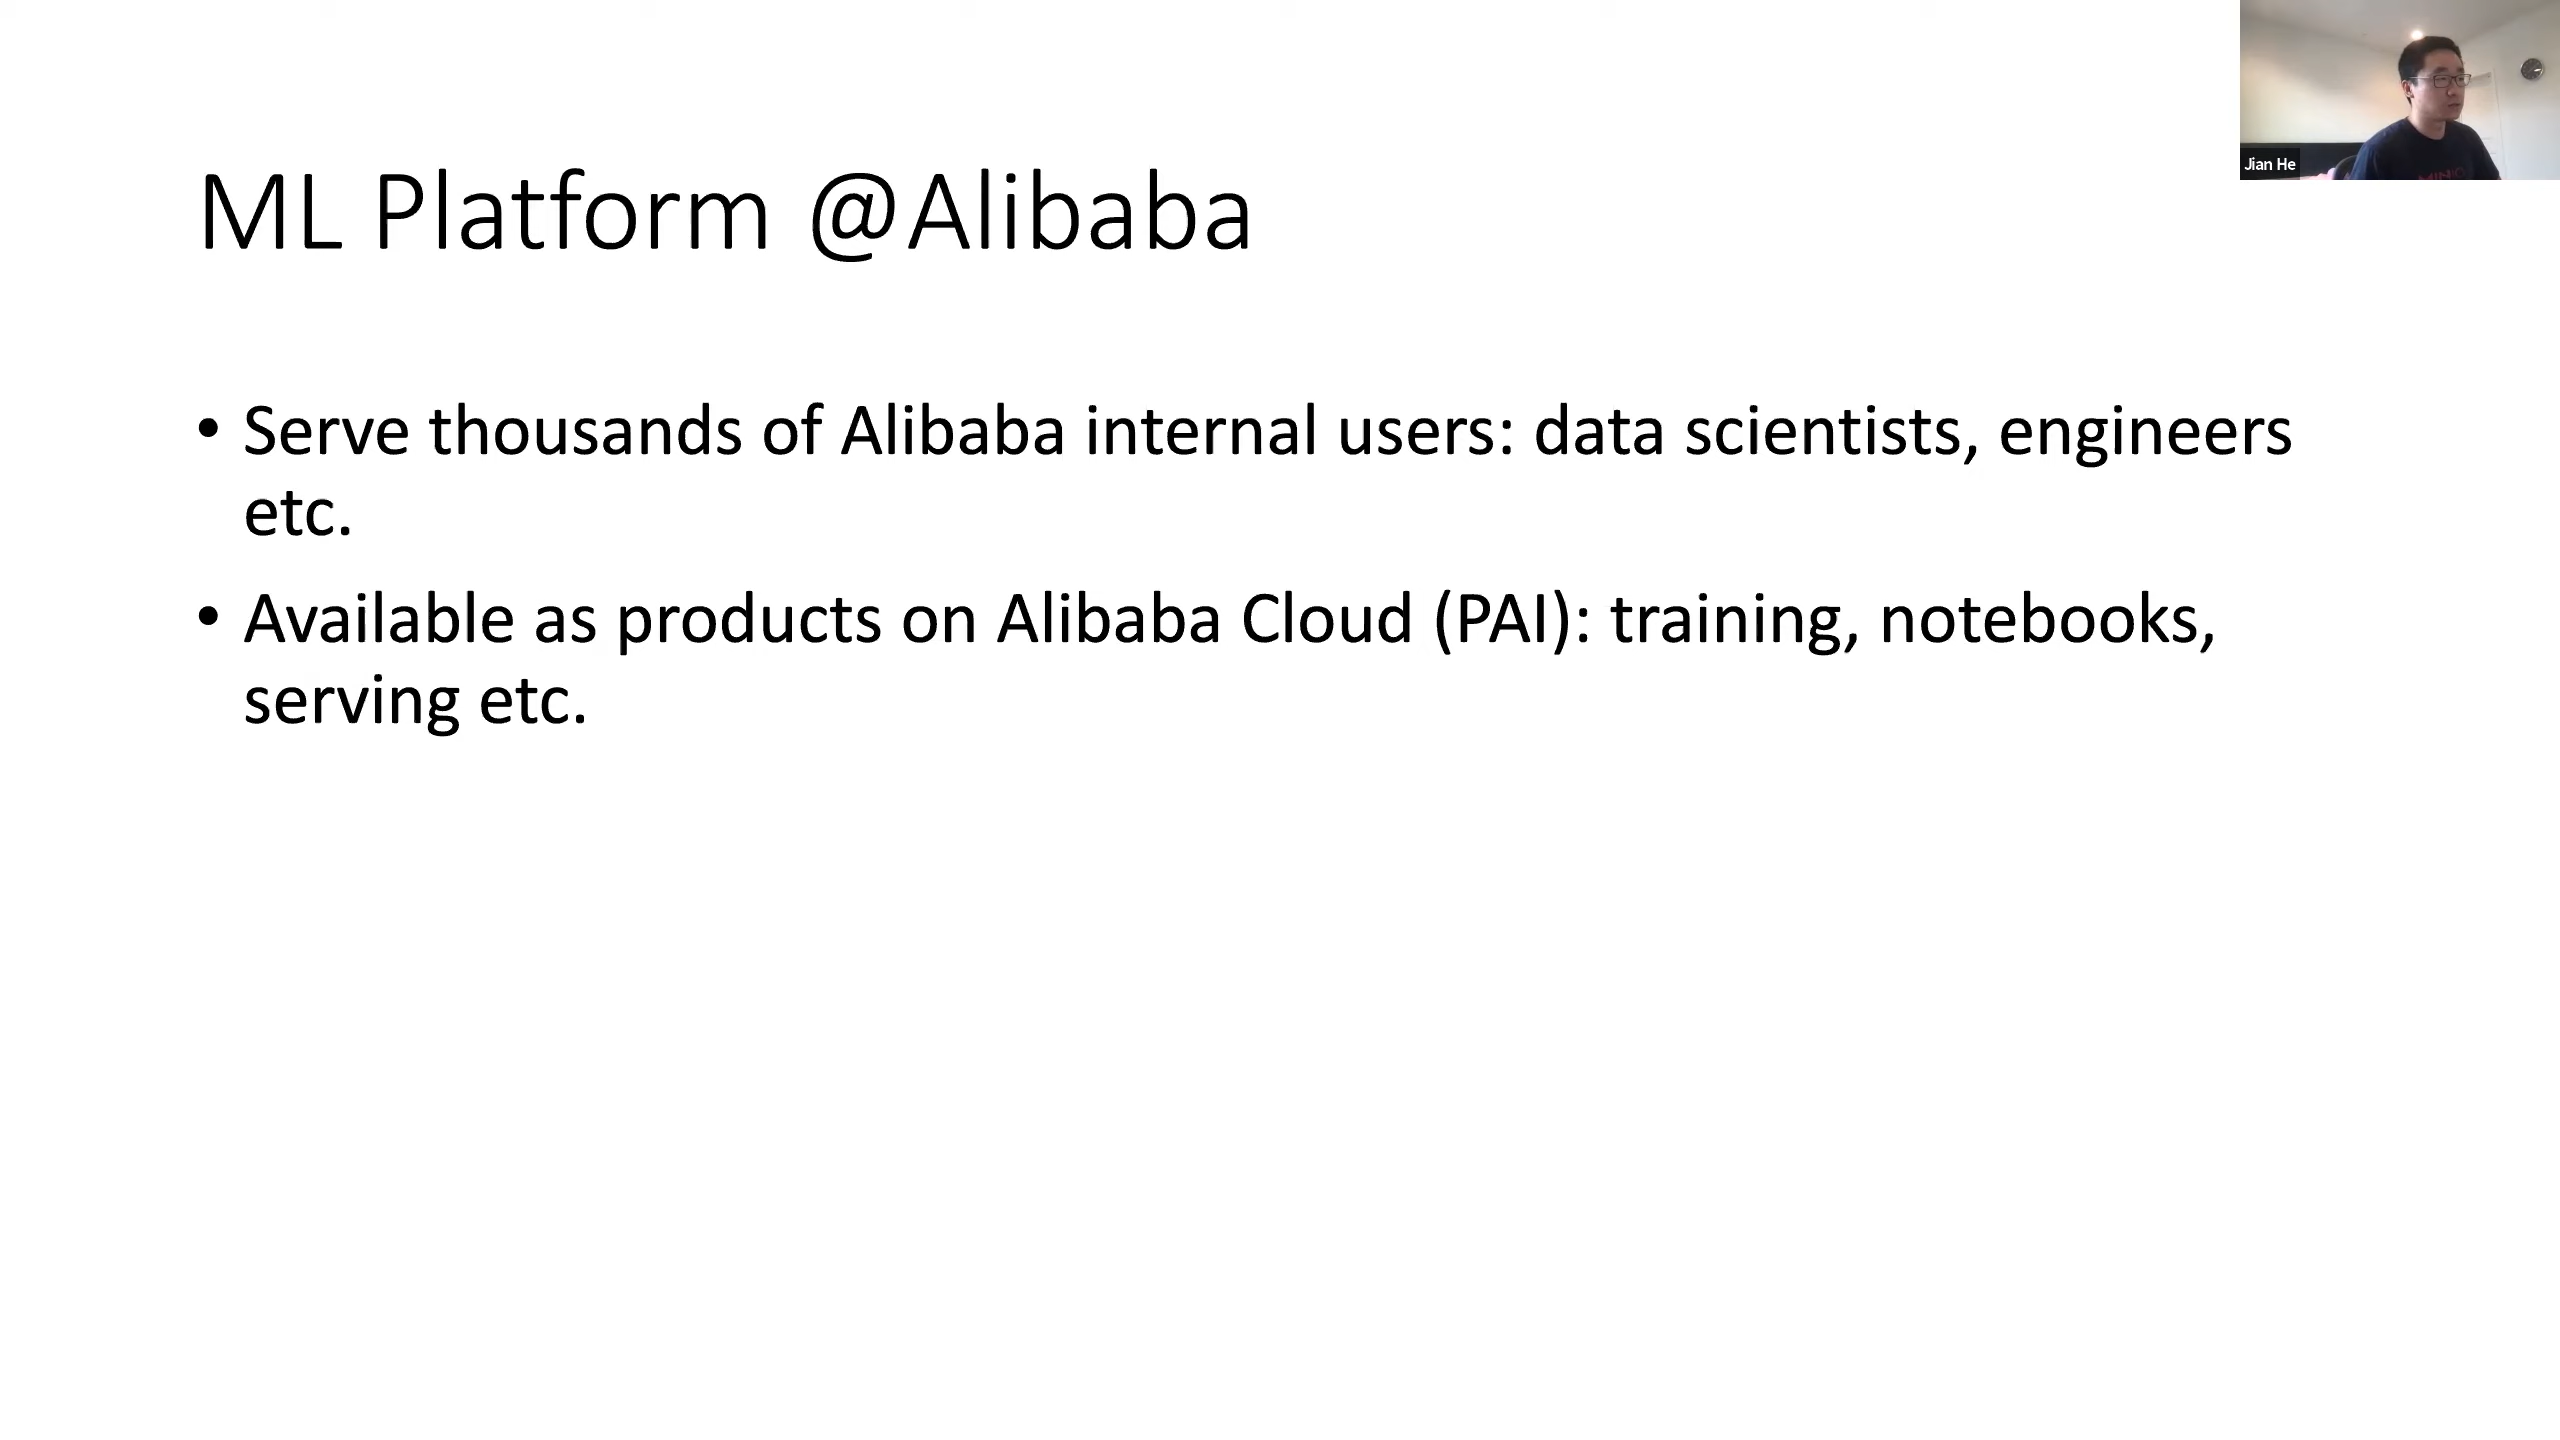 ML Platform @Alibaba
• Serve thousands of Alibaba internal users: data scientists, engineers
etc.
• Available as products on Alibaba Cloud (PAI): training, notebooks,
serving etc.
Jian He